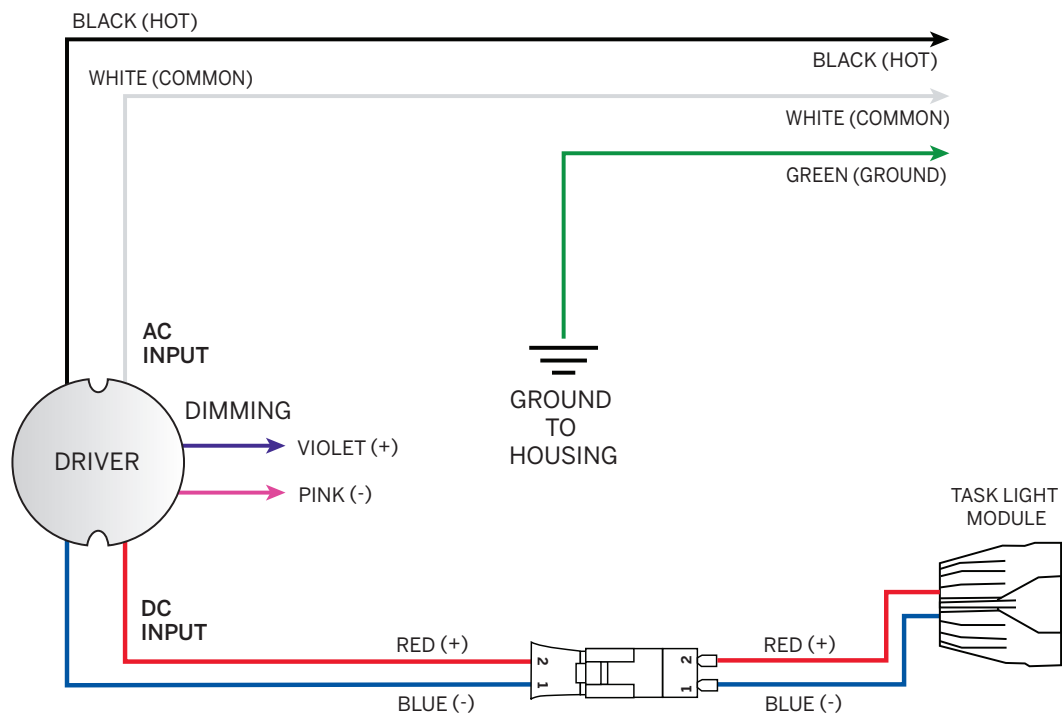 BLACK (HOT)
BLACK (HOT)
WHITE (COMMON)
WHITE (COMMON)
GREEN (GROUND)
AC
INPUT
DIMMING
DRIVER
VIOLET (+)
PINK (-)
GROUND
TO
HOUSING
TASK LIGHT
MODULE
DC
INPUT
RED (+)
2
2
RED (+)
1
1
BLUE (-)
BLUE (-)